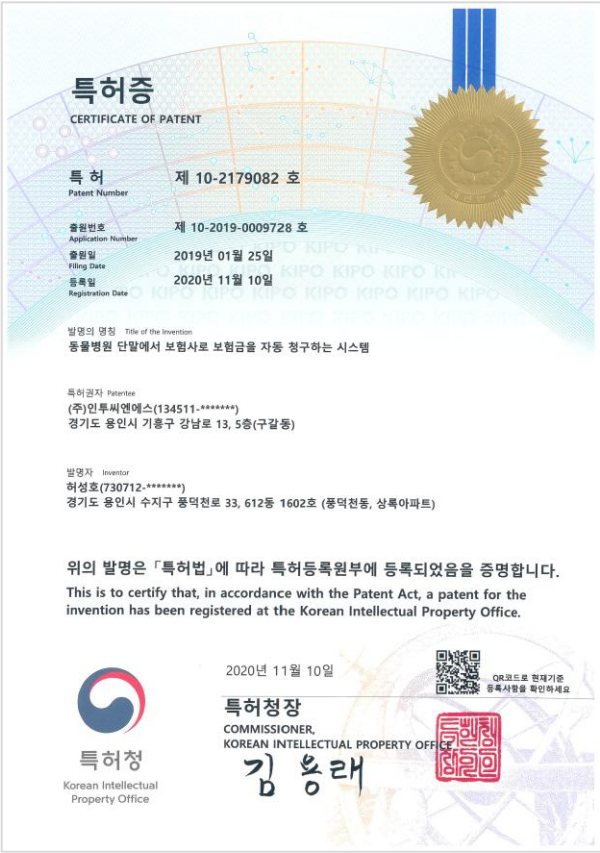 특허증
CERTIFICATE OF PATENT
특 허 제 10-2179082 호
Patent Number
출원번호 제 10-2019-0009728 호
Application Number
출원일 2019년 01월 25일
Filing Date
등록일 2020년 11월 10일
Registration Date
KIPO KIPO KIPO
발명의 명칭 Title of the Invention
동물병원 단말에서 보험사로 보험금을 자동 청구하는 시스템
특허권자 Patentee
(주)인투씨엔에스(134511-*******)
경기도 용인시 기흥구 강남로 13, 5층(구갈동)
발명자 Inventor
허성호(730712-*******)
경기도 용인시 수지구 풍덕천로 33, 612동 1602호 (풍덕천동, 상록아파트)
위의 발명은 「특허법」에 따라 특허등록원부에 등록되었음을 증명합니다.
This is to certify that, in accordance with the Patent Act, a patent for the
invention has been registered at the Korean Intellectual Property Office.
2020년 11월 10일
QR코드로 현재기준
등록사항을 확인하세요
특허청장
COMMISSIONER,
KOREAN INTELLECTUAL PROPERTY OFFICE
김용래
특허청
Korean Intellectual
Property Office